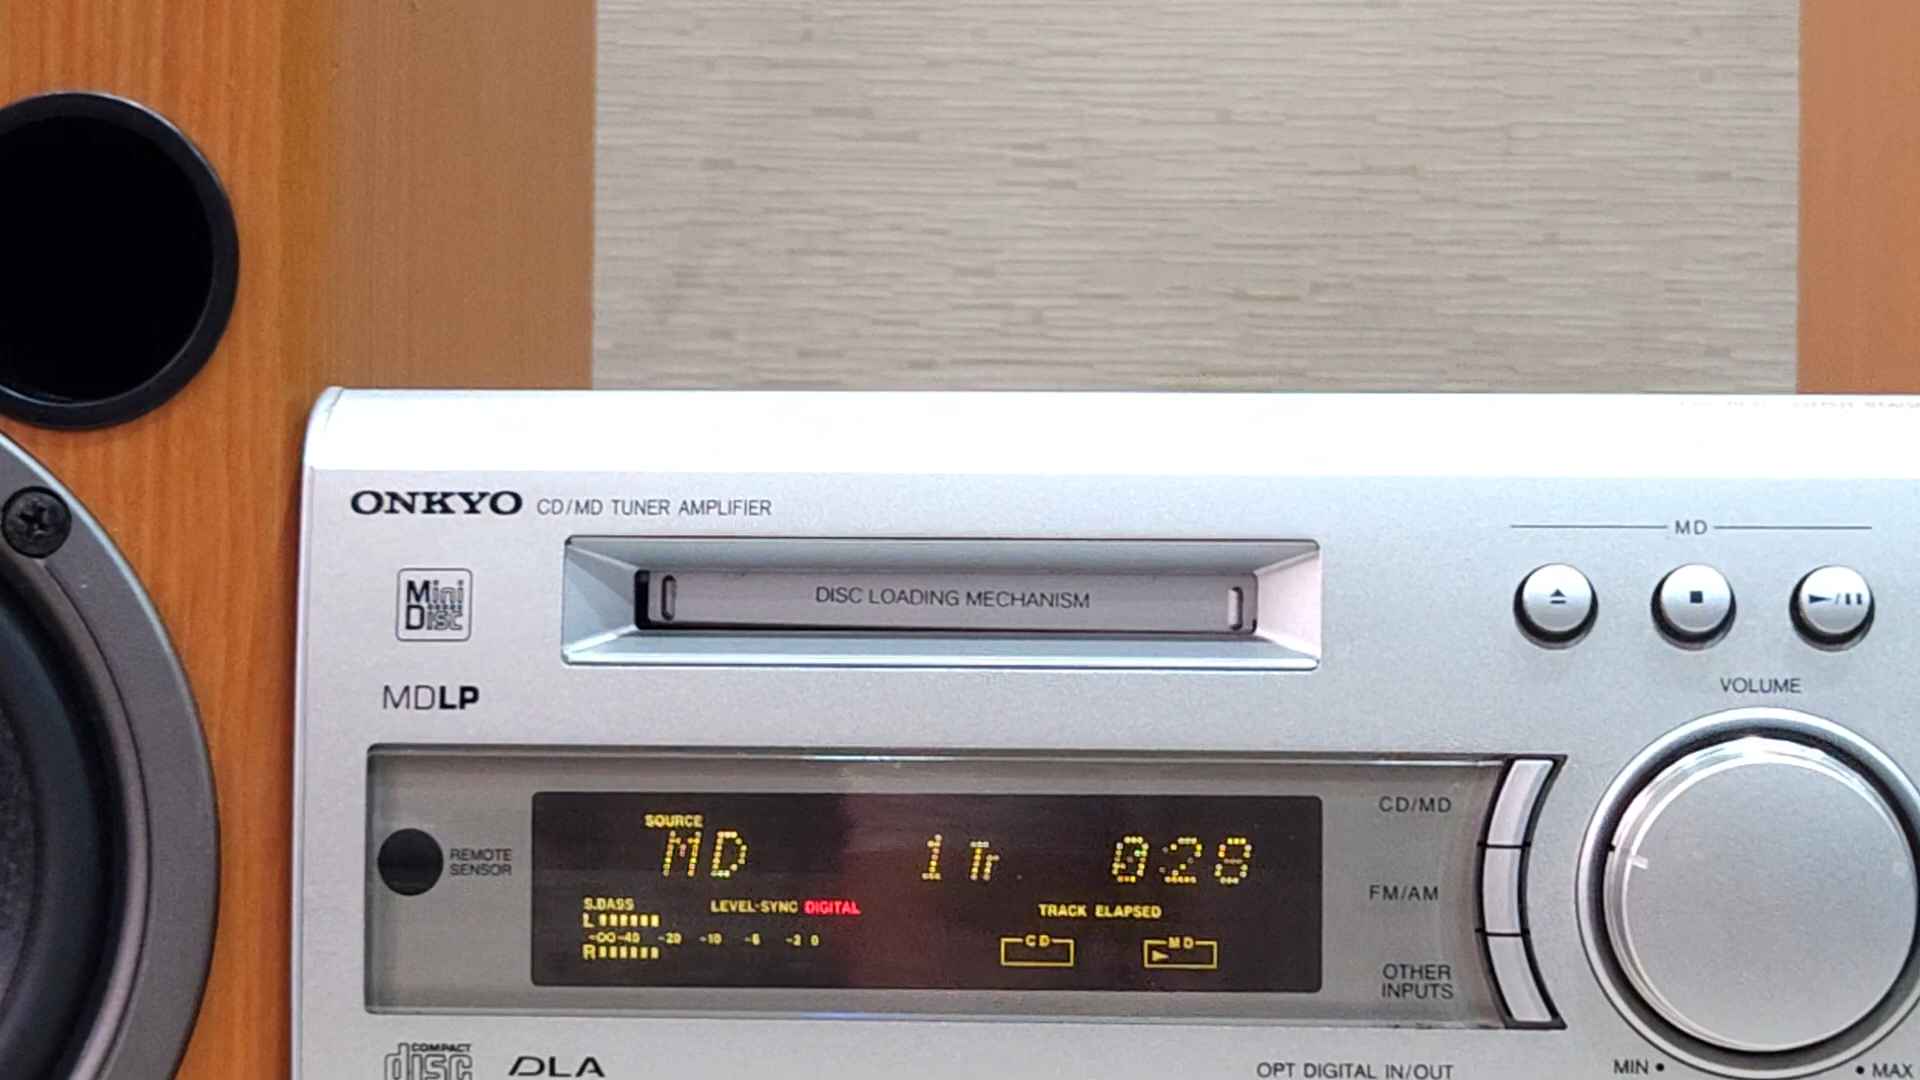 ONKYO CD/MD TUNER AMPLIFIER
MD
Mini
Disc
DISC LOADING MECHANISM
MDLP
VOLUME
SOURCE
MD 1Tr 0:28
REMOTE
SENSOR
S.BASS LEVEL-SYNC DIGITAL
TRACK ELAPSED
L
-OO -40 -20 -10 -6 -2 0
R
CD MD
CD/MD
FM/AM
OTHER
INPUTS
COMPACT
disc
DLA
OPT DIGITAL IN/OUT
MIN MAX